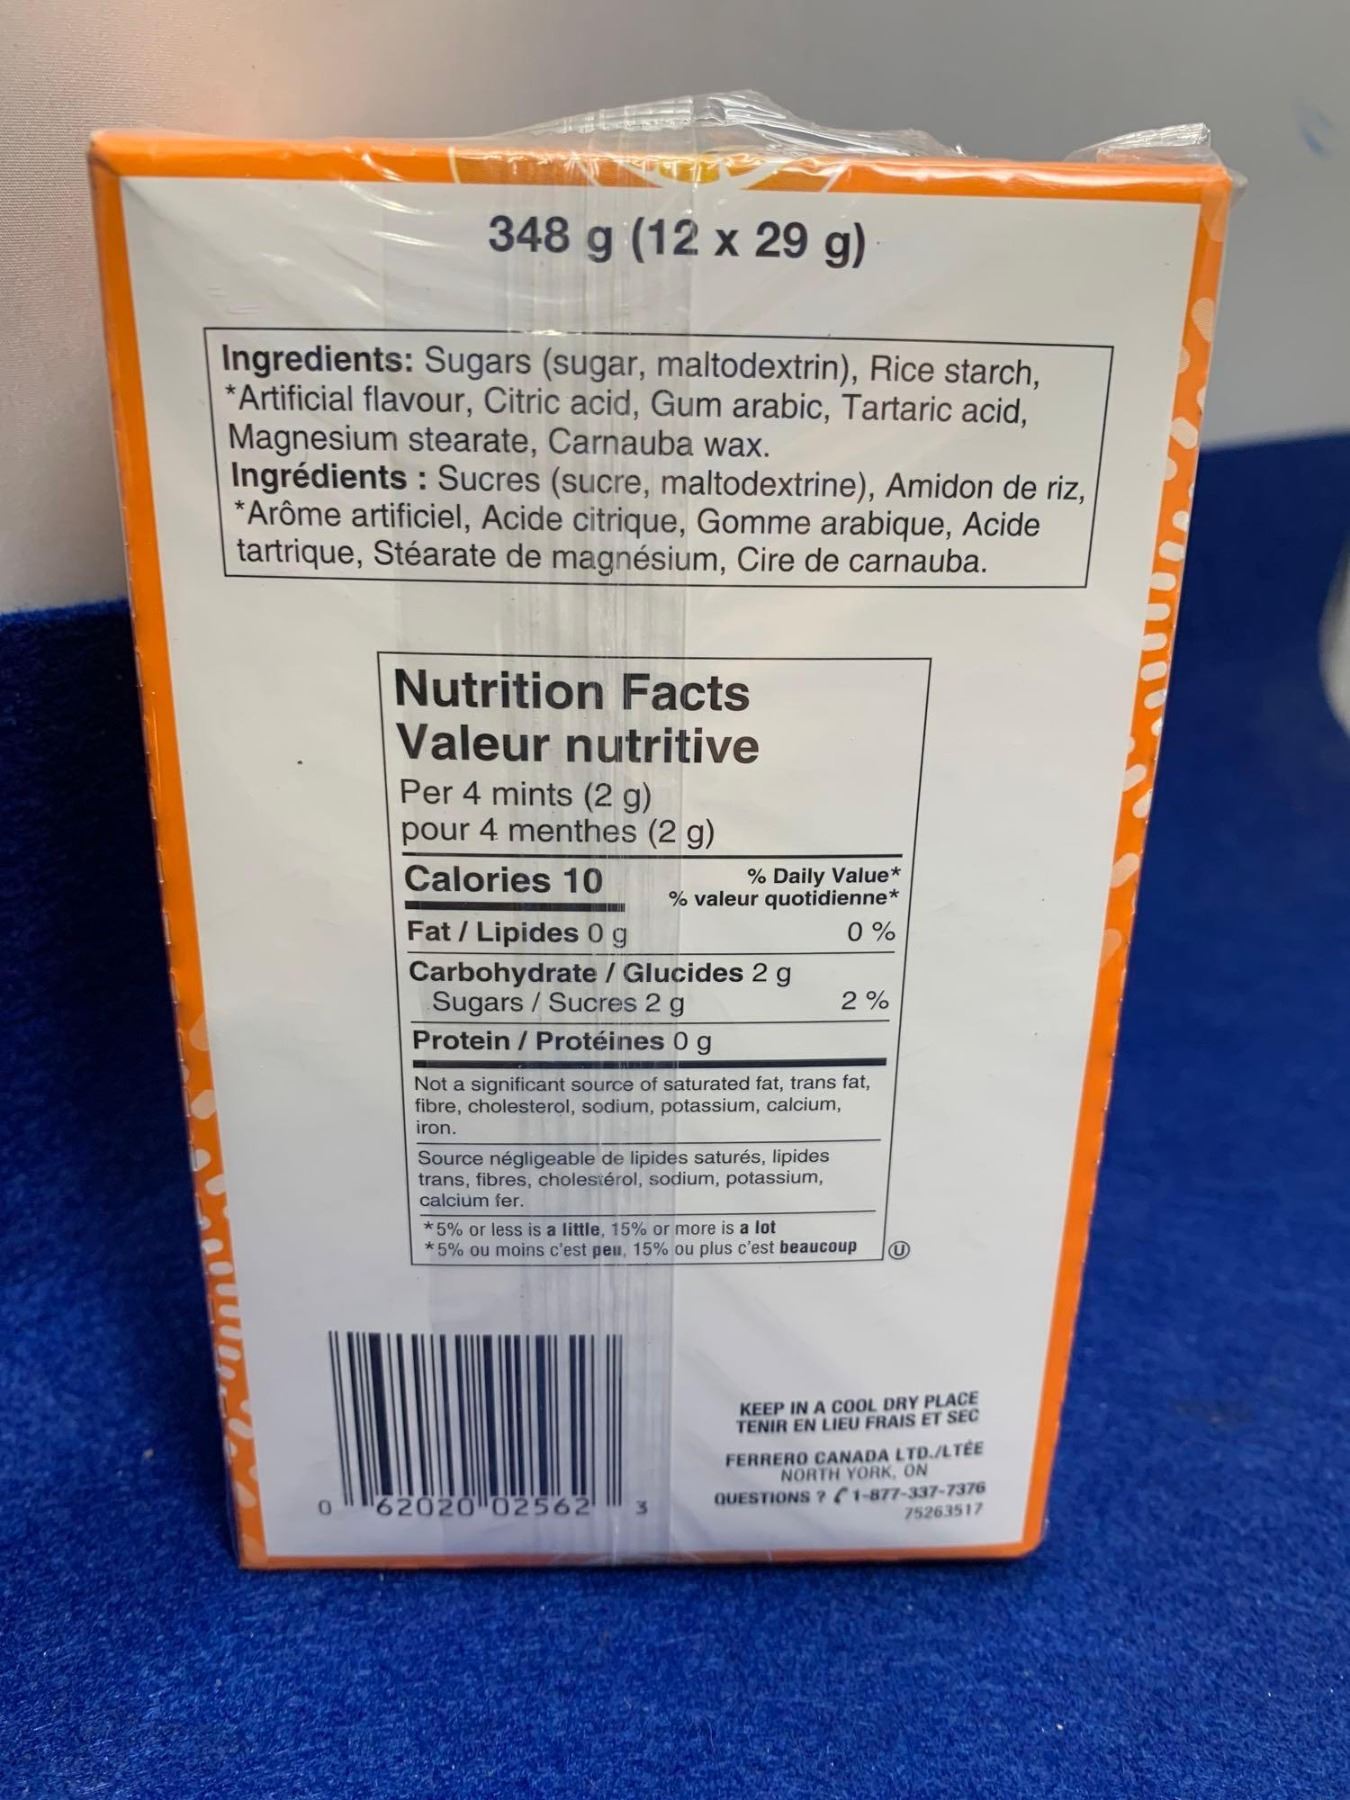 348 g (12 x 29 g)
Ingredients: Sugars (sugar, maltodextrin), Rice starch,
*Artificial flavour, Citric acid, Gum arabic, Tartaric acid,
Magnesium stearate, Carnauba wax.
Ingrédients : Sucres (sucre, maltodextrine), Amidon de riz,
*Arôme artificiel, Acide citrique, Gomme arabique, Acide
tartrique, Stéarate de magnésium, Cire de carnauba.
Nutrition Facts
Valeur nutritive
Per 4 mints (2 g)
pour 4 menthes (2 g)
Calories 10
% Daily Value*
% valeur quotidienne*
Fat / Lipides 0 g 0 %
Carbohydrate / Glucides 2 g
Sugars / Sucres 2 g 2 %
Protein / Protéines 0 g
Not a significant source of saturated fat, trans fat,
fibre, cholesterol, sodium, potassium, calcium,
iron.
Source négligeable de lipides saturés, lipides
trans, fibres, cholestérol, sodium, potassium,
calcium fer.
*5% or less is a little, 15% or more is a lot
*5% ou moins c'est peu, 15% ou plus c'est beaucoup
U
0 62020 02562 3
KEEP IN A COOL DRY PLACE
TENIR EN LIEU FRAIS ET SEC
FERRERO CANADA LTD./LTÉE
NORTH YORK, ON
QUESTIONS ? 1-877-337-7376
75263517